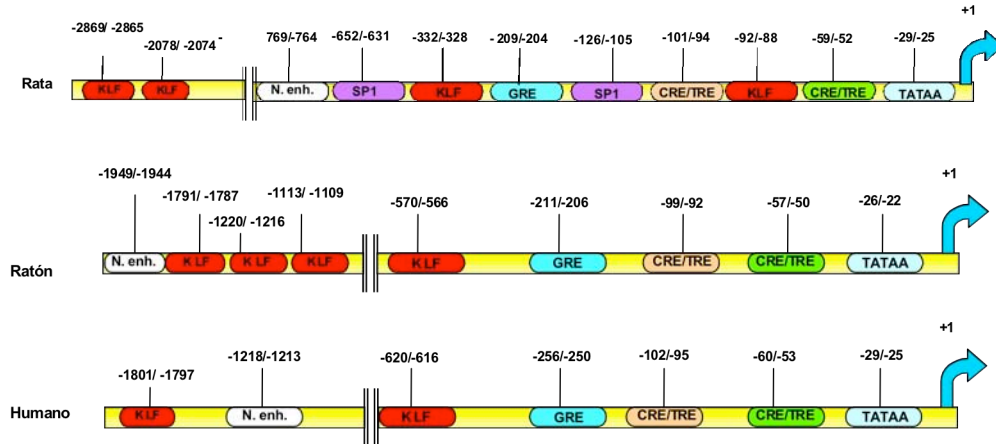 +1
-2869/ -2865
-2078/ -2074 -
769/-764
-652/-631
-332/-328
-209/-204
-126/-105
-101/-94
-92/-88
-59/-52
-29/-25
Rata
KLF
KLF
N. enh.
SP1
KLF
GRE
SP1
CRE/TRE
KLF
CRE/TRE
TATAA
-1949/ -1944
-1791/ -1787
-1220/ -1216
-1113/ -1109
-570/-566
-211/-206
-99/-92
-57/-50
-26/-22
+1
Ratón
N. enh.
KLF
KLF
KLF
KLF
GRE
CRE/TRE
CRE/TRE
TATAA
-1801/ -1797
-1218/-1213
-620/-616
-256/-250
-102/-95
-60/-53
-29/-25
+1
Humano
KLF
N. enh.
KLF
GRE
CRE/TRE
CRE/TRE
TATAA